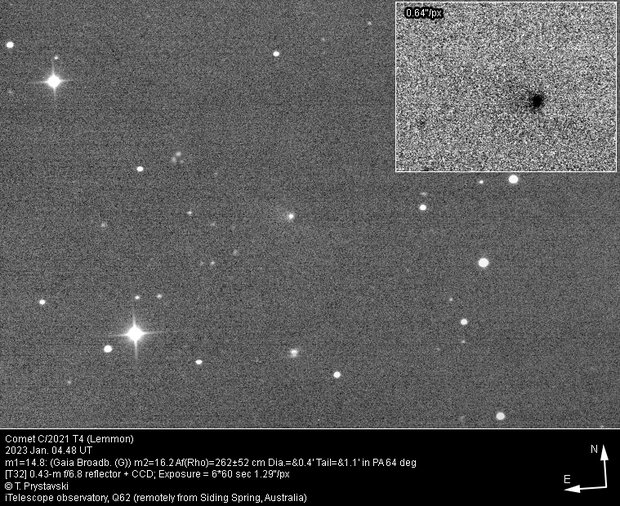 0.64"/px
Comet C/2021 T4 (Lemmon)
2023 Jan. 04.48 UT
m1=14.8: (Gaia Broadb. (G)) m2=16.2 Af(Rho)=262±52 cm Dia.=&0.4' Tail=&1.1' in PA 64 deg
[T32] 0.43-m f/6.8 reflector + CCD; Exposure = 6*60 sec 1.29"/px
© T. Prystavski
iTelescope observatory, Q62 (remotely from Siding Spring, Australia)
N
E